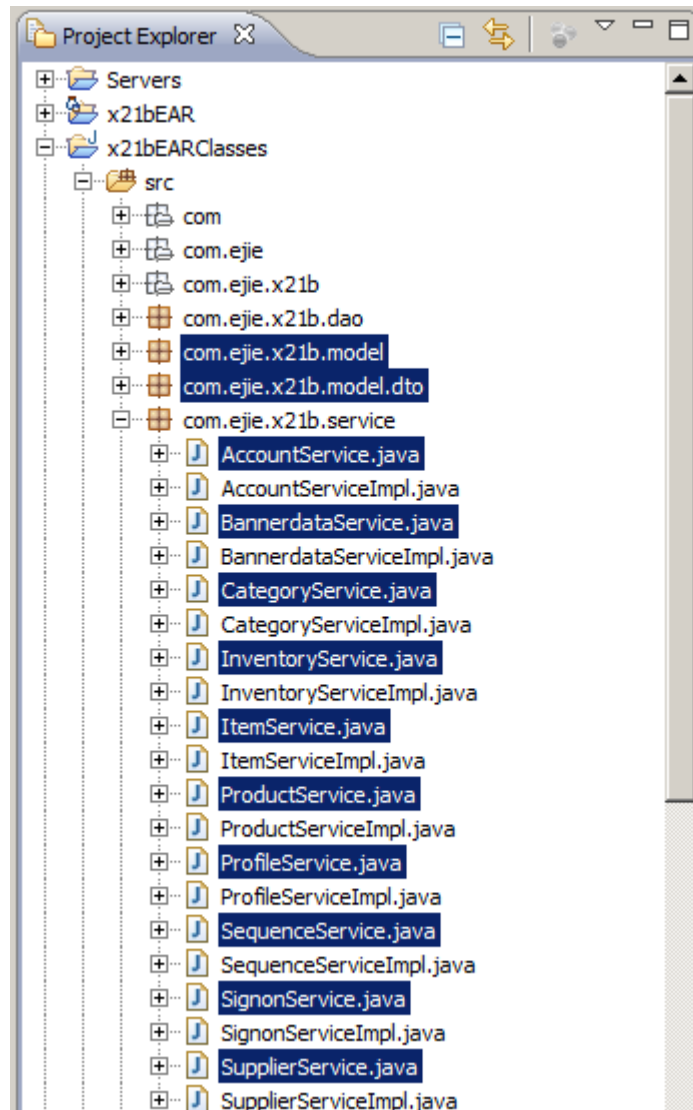 Project Explorer
Servers
x21bEAR
x21bEARClasses
src
com
com.ejie
com.ejie.x21b
com.ejie.x21b.dao
com.ejie.x21b.model
com.ejie.x21b.model.dto
com.ejie.x21b.service
AccountService.java
AccountServiceImpl.java
BannerdataService.java
BannerdataServiceImpl.java
CategoryService.java
CategoryServiceImpl.java
InventoryService.java
InventoryServiceImpl.java
ItemService.java
ItemServiceImpl.java
ProductService.java
ProductServiceImpl.java
ProfileService.java
ProfileServiceImpl.java
SequenceService.java
SequenceServiceImpl.java
SignonService.java
SignonServiceImpl.java
SupplierService.java
SupplierServiceImpl.java